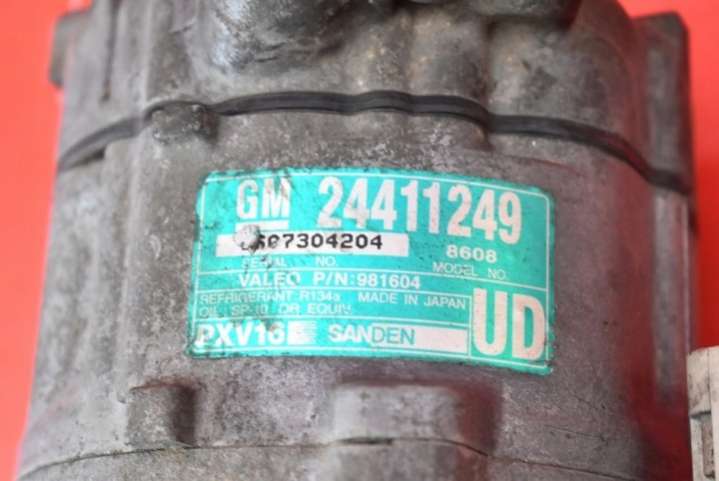 GM 24411249
697304204 8608
SERIAL NO. MODEL NO.
VALEO P/N:981604
REFRIGERANT R134a MADE IN JAPAN
OIL SP-10 OR EQUIV.
PXV16 SANDEN UD